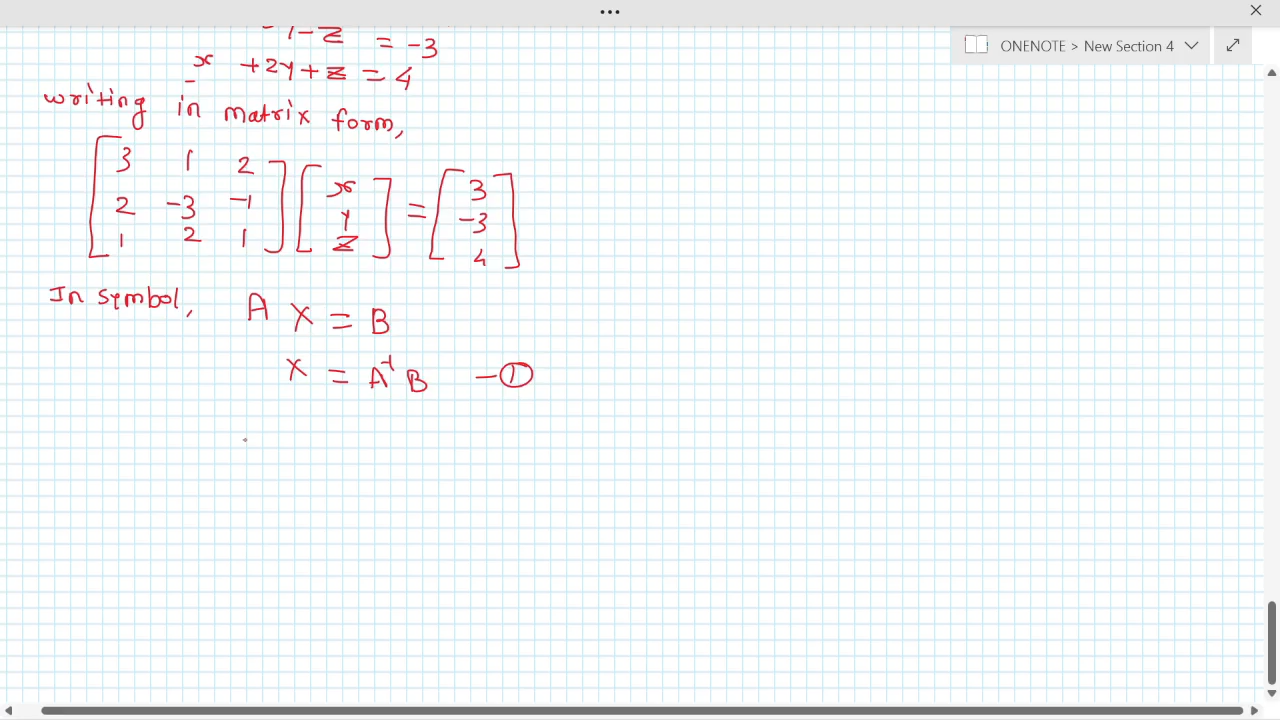 ONENOTE > New Section 4
-Y-Z = -3
x +2Y+Z = 4
writing in matrix form,
[3 1 2] [x] = [3]
[2 -3 -1] [Y] [-3]
[1 2 1] [Z] [4]
In symbol, A X = B
X = A⁻¹ B - ①